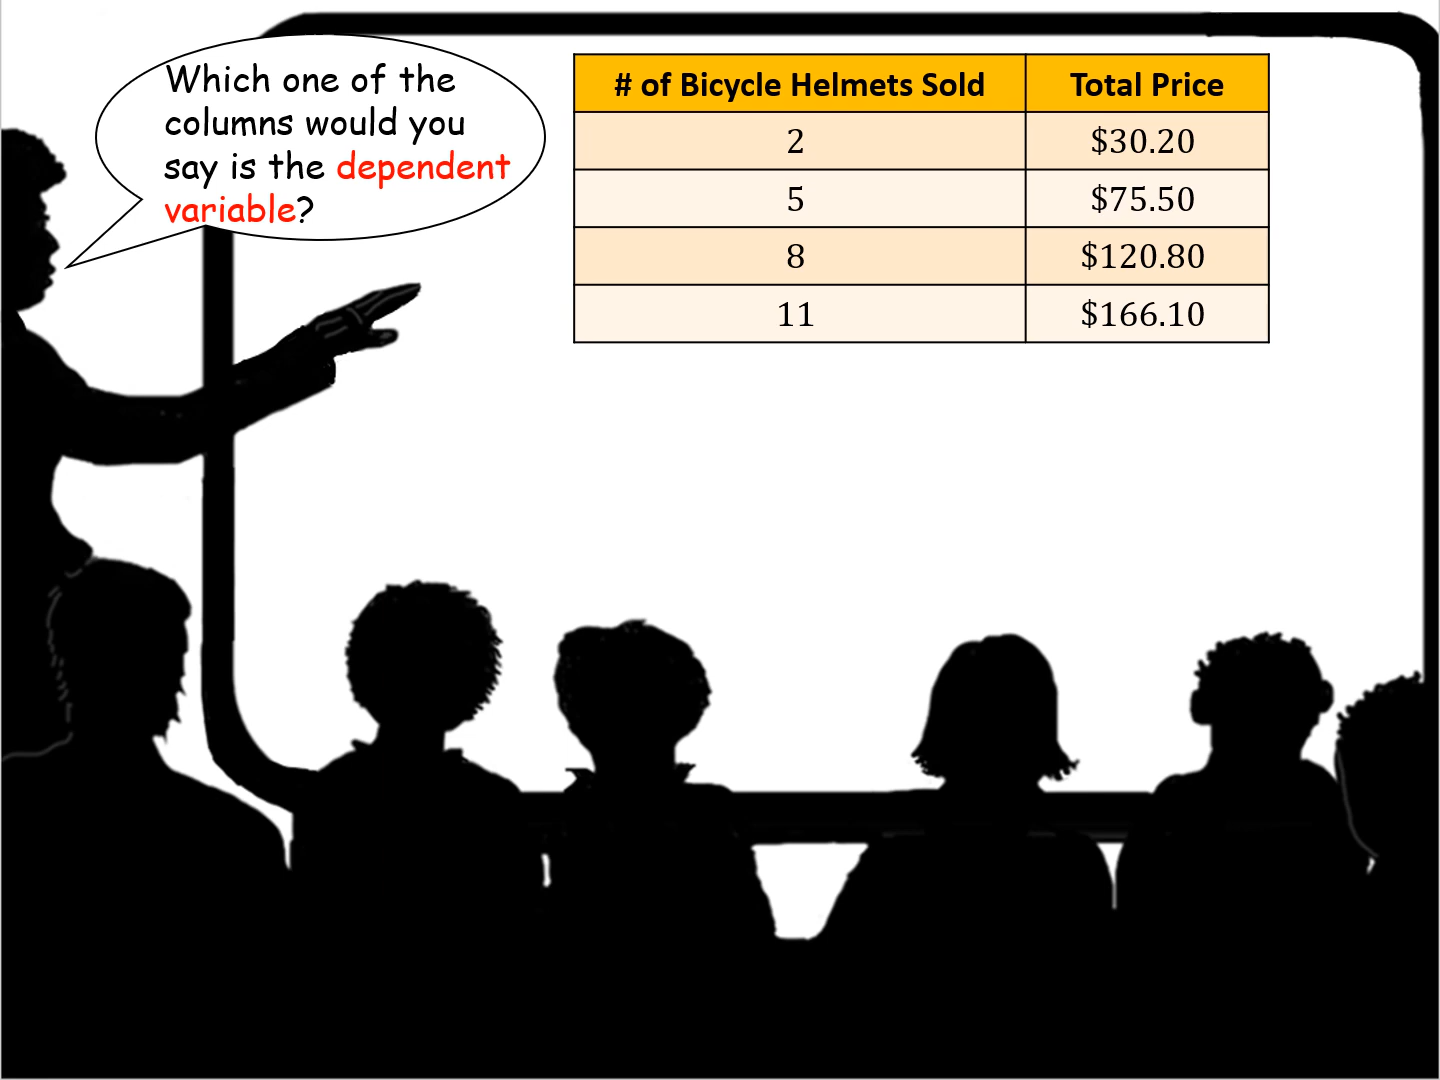 Which one of the
columns would you
say is the dependent
variable?
# of Bicycle Helmets Sold Total Price
2 $30.20
5 $75.50
8 $120.80
11 $166.10